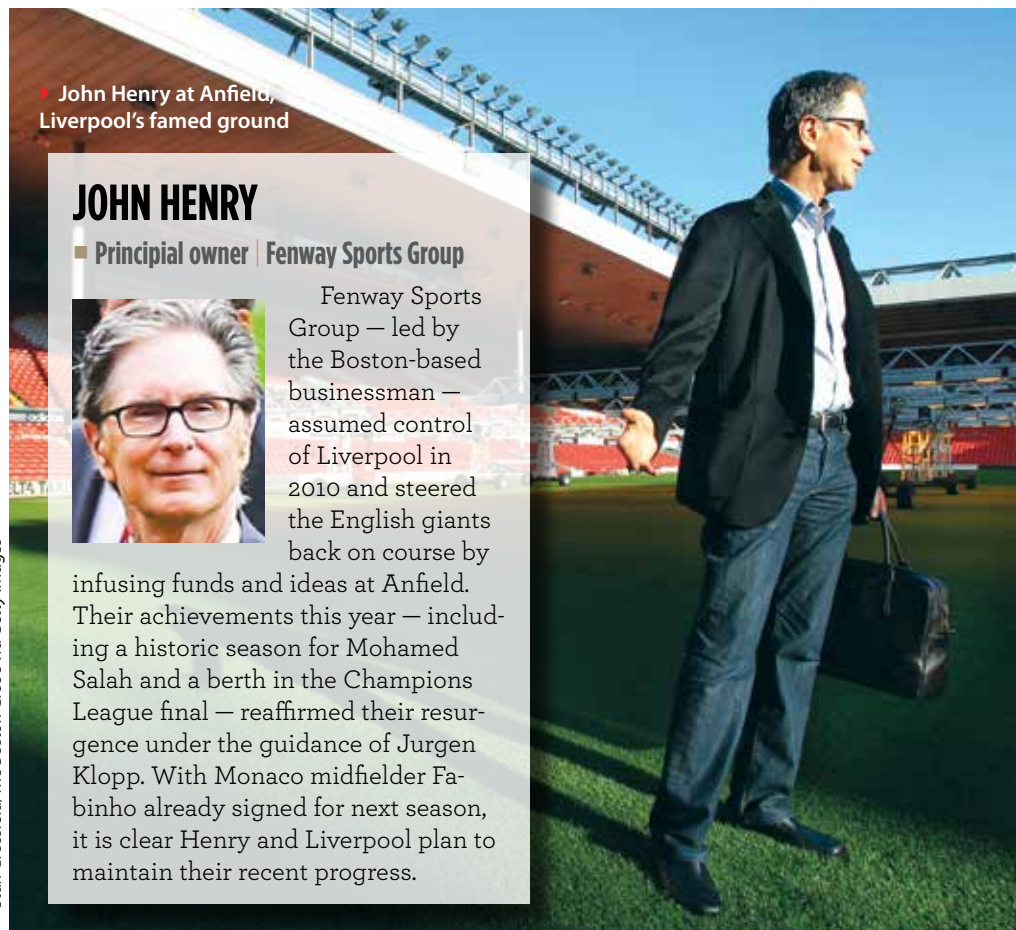 John Henry at Anfield,
Liverpool's famed ground
JOHN HENRY
Principial owner | Fenway Sports Group
Fenway Sports
Group — led by
the Boston-based
businessman —
assumed control
of Liverpool in
2010 and steered
the English giants
back on course by
infusing funds and ideas at Anfield.
Their achievements this year — includ-
ing a historic season for Mohamed
Salah and a berth in the Champions
League final — reaffirmed their resur-
gence under the guidance of Jurgen
Klopp. With Monaco midfielder Fa-
binho already signed for next season,
it is clear Henry and Liverpool plan to
maintain their recent progress.